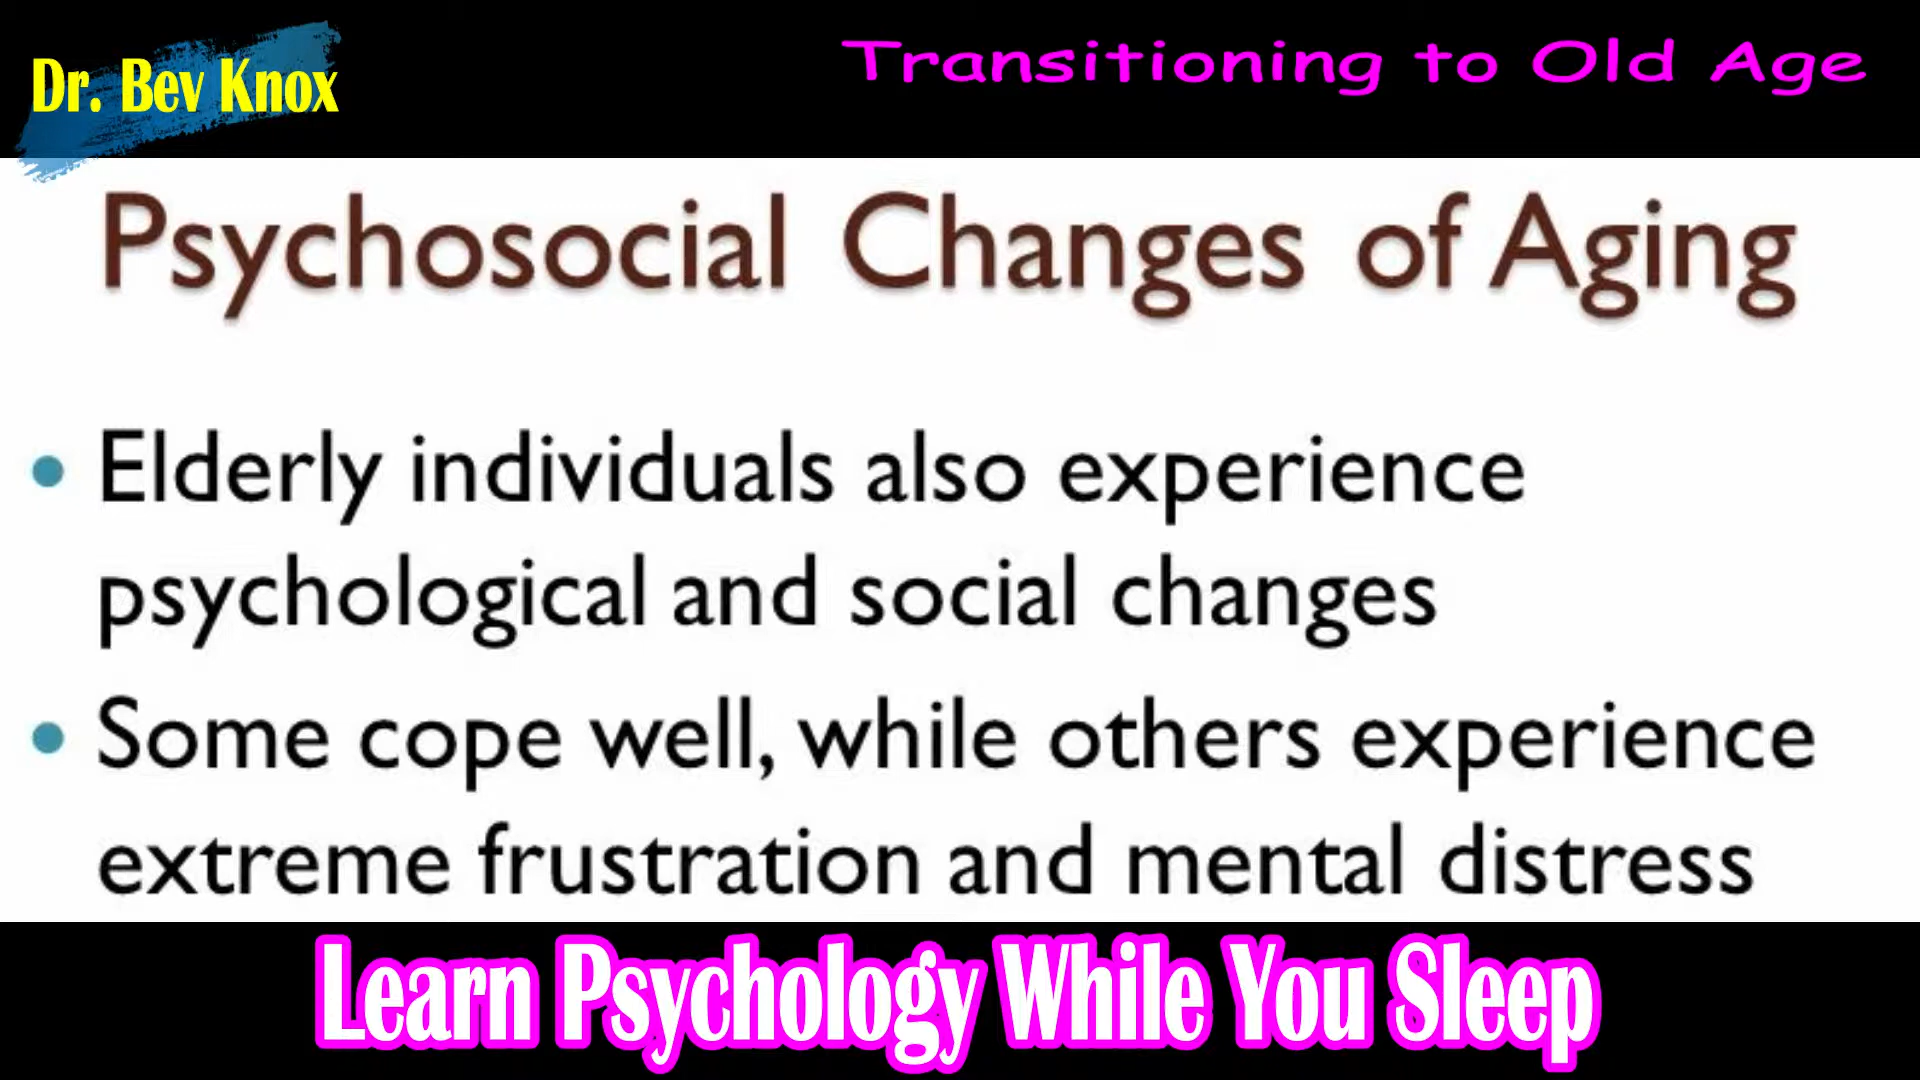 Dr. Bev Knox
Transitioning to Old Age
Psychosocial Changes of Aging
• Elderly individuals also experience
psychological and social changes
• Some cope well, while others experience
extreme frustration and mental distress
Learn Psychology While You Sleep